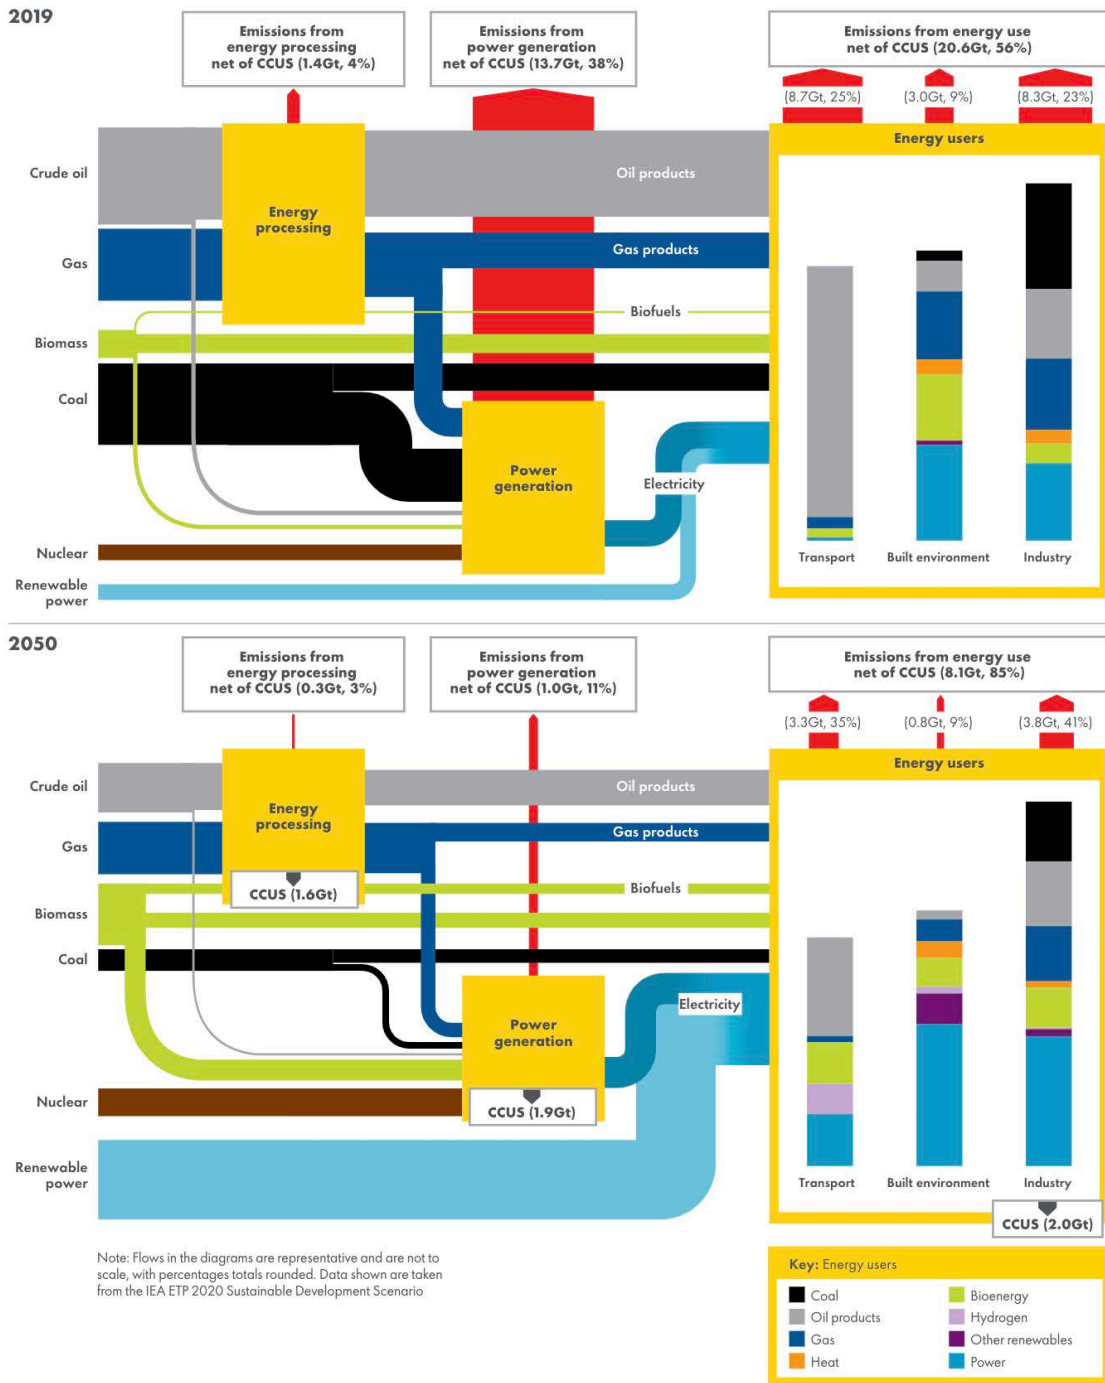 2019
Emissions from
energy processing
net of CCUS (1.4Gt, 4%)
Emissions from
power generation
net of CCUS (13.7Gt, 38%)
Emissions from energy use
net of CCUS (20.6Gt, 56%)
(8.7Gt, 25%)
(3.0Gt, 9%)
(8.3Gt, 23%)
Energy users
Crude oil
Oil products
Energy
processing
Gas
Gas products
Biofuels
Biomass
Coal
Power
generation
Electricity
Nuclear
Renewable
power
Transport
Built environment
Industry
2050
Emissions from
energy processing
net of CCUS (0.3Gt, 3%)
Emissions from
power generation
net of CCUS (1.0Gt, 11%)
Emissions from energy use
net of CCUS (8.1Gt, 85%)
(3.3Gt, 35%)
(0.8Gt, 9%)
(3.8Gt, 41%)
Energy users
Crude oil
Oil products
Energy
processing
Gas
Gas products
CCUS (1.6Gt)
Biofuels
Biomass
Coal
Electricity
Power
generation
Nuclear
CCUS (1.9Gt)
Renewable
power
Transport
Built environment
Industry
CCUS (2.0Gt)
Note: Flows in the diagrams are representative and are not to
scale, with percentages totals rounded. Data shown are taken
from the IEA ETP 2020 Sustainable Development Scenario
Key: Energy users
Coal
Oil products
Gas
Heat
Bioenergy
Hydrogen
Other renewables
Power